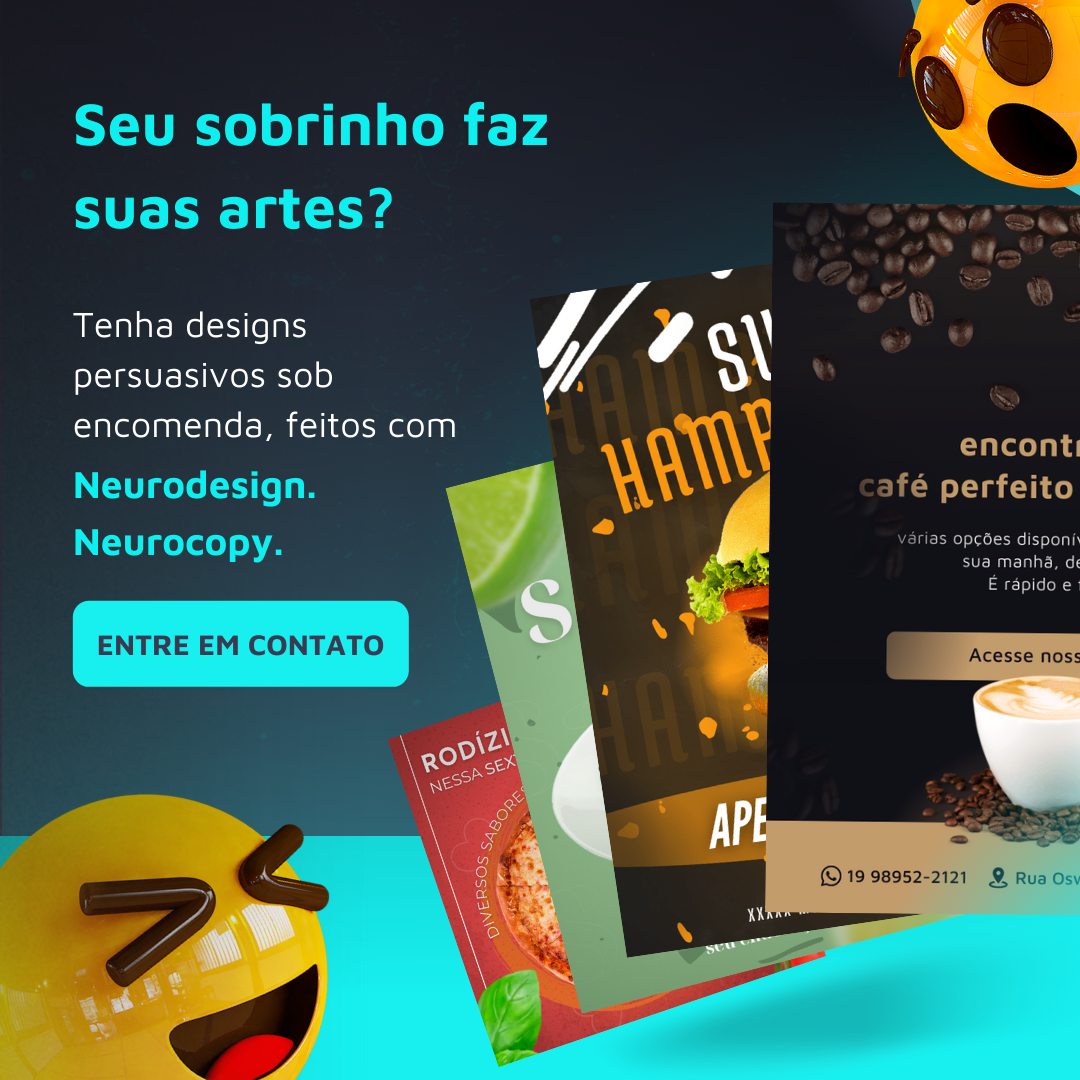 Seu sobrinho faz
suas artes?
Tenha designs
persuasivos sob
encomenda, feitos com
Neurodesign.
Neurocopy.
ENTRE EM CONTATO
RODÍZI
NESSA SEX
DIVERSOS SABORES
S
SU
HAMB
APE
encontr
café perfeito
várias opções disponív
sua manhã, de
É rápido e f
Acesse noss
19 98952-2121
Rua Osw